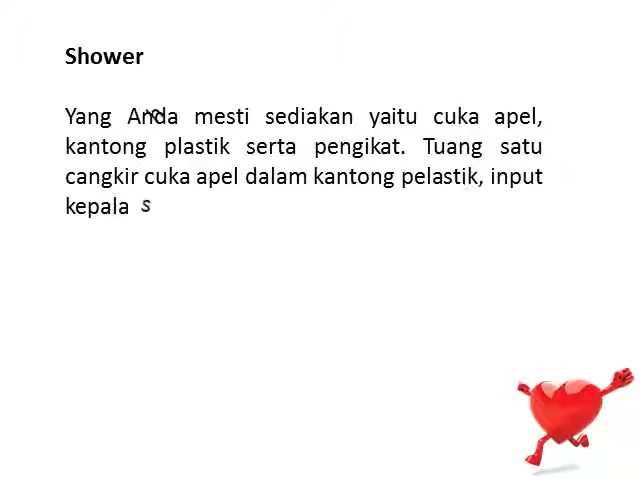 Shower
Yang Anda mesti sediakan yaitu cuka apel,
kantong plastik serta pengikat. Tuang satu
cangkir cuka apel dalam kantong pelastik, input
kepala s